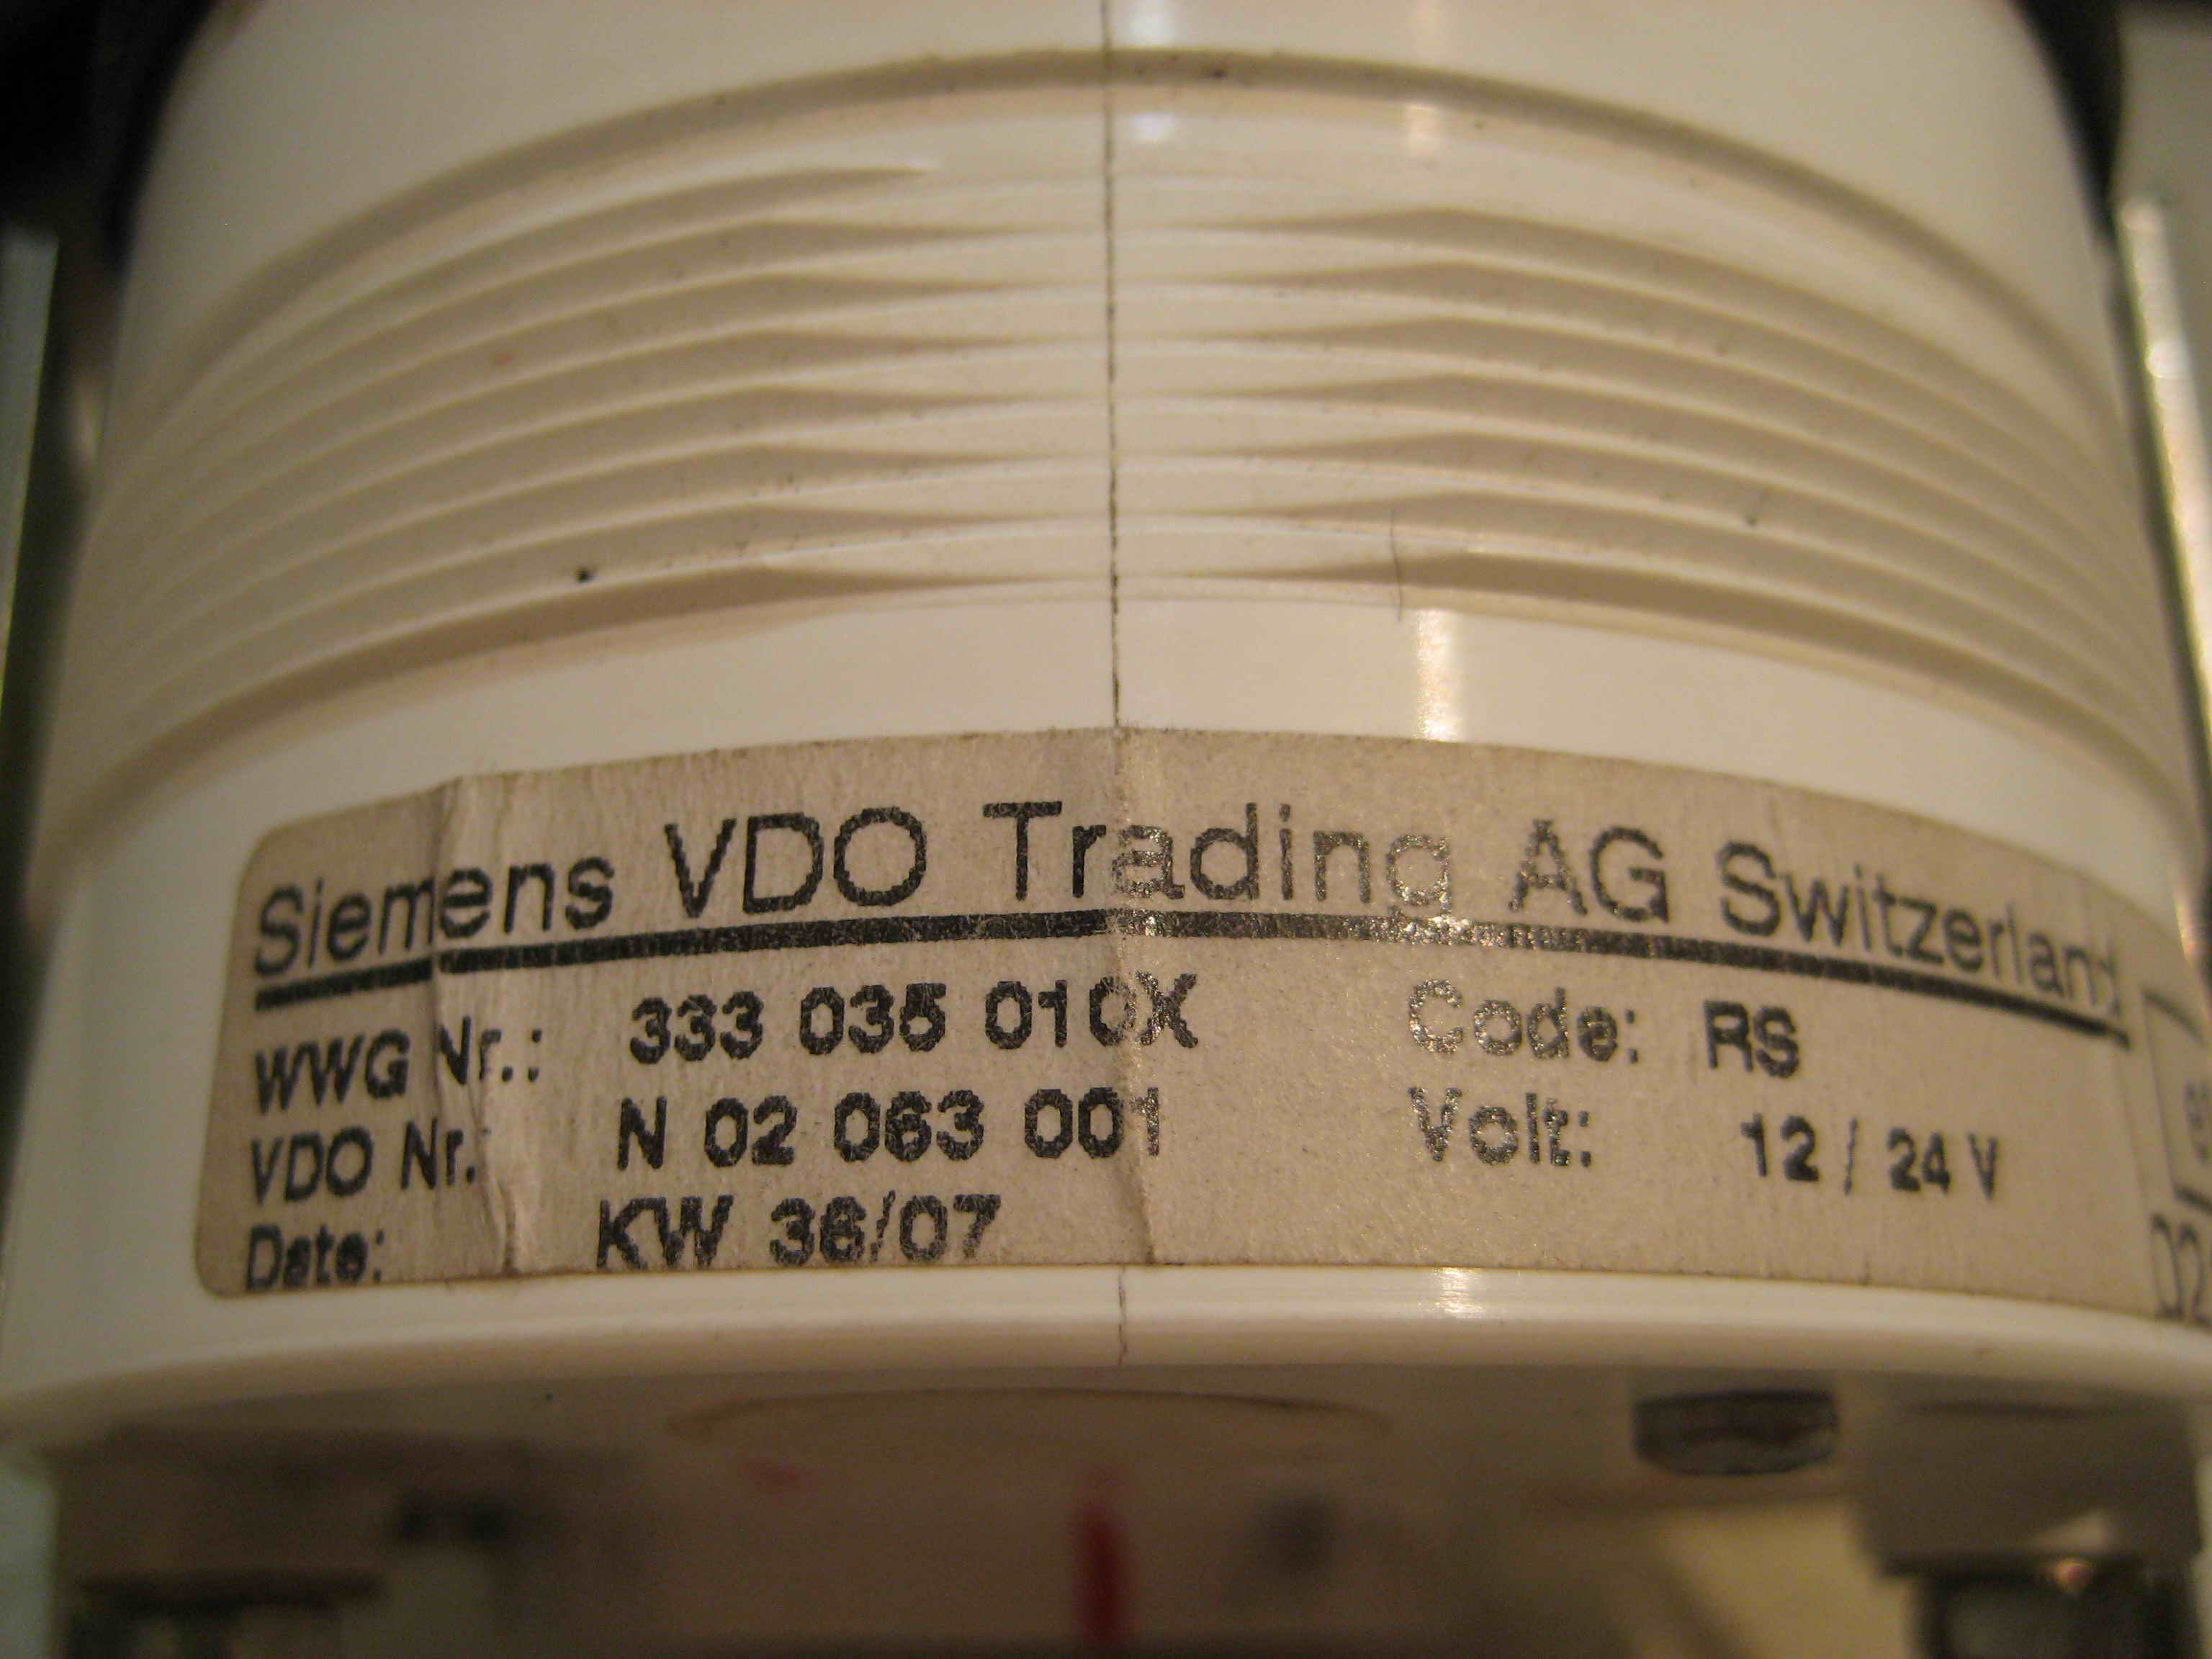 Siemens VDO Trading AG Switzerland
WWG Nr.: 333 035 010X Code: RS
VDO Nr.: N 02 063 001 Volt: 12 / 24 V
Date: KW 36/07
e
02